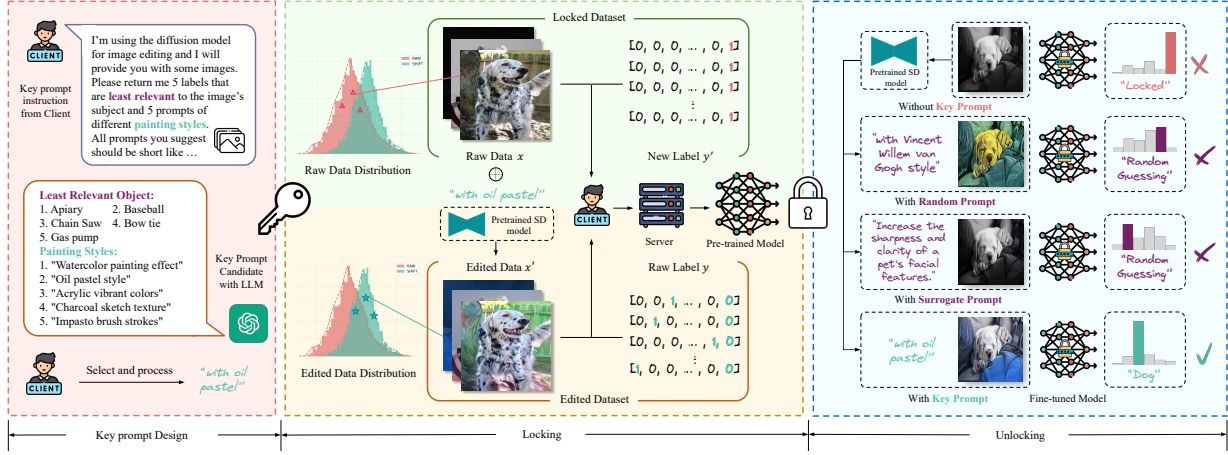 CLIENT
Key prompt
instruction
from Client
I'm using the diffusion model
for image editing and I will
provide you with some images.
Please return me 5 labels that
are least relevant to the image's
subject and 5 prompts of
different painting styles.
All prompts you suggest
should be short like …
Least Relevant Object:
1. Apiary 2. Baseball
3. Chain Saw 4. Bow tie
5. Gas pump
Painting Styles:
1. "Watercolor painting effect"
2. "Oil pastel style"
3. "Acrylic vibrant colors"
4. "Charcoal sketch texture"
5. "Impasto brush strokes"
Key Prompt
Candidate
with LLM
CLIENT
Select and process
"with oil
pastel"
Key prompt Design
Locked Dataset
RAW
SHIFT
Raw Data Distribution
Raw Data x
[0, 0, 0, ... , 0, 1]
[0, 0, 0, ... , 0, 1]
[0, 0, 0, ... , 0, 1]
⋮
[0, 0, 0, ... , 0, 1]
New Label y′
"with oil pastel"
Pretrained SD
model
CLIENT
Server
Pre-trained Model
Edited Data x′
Raw Label y
RAW
SHIFT
Edited Data Distribution
[0, 0, 1, ... , 0, 0]
[0, 1, 0, ... , 0, 0]
[0, 0, 0, ... , 1, 0]
⋮
[1, 0, 0, ... , 0, 0]
Edited Dataset
Locking
Pretrained SD
model
"Locked"
Without Key Prompt
"with Vincent
Willem van
Gogh style"
"Random
Guessing"
With Random Prompt
"Increase the
sharpness and
clarity of a
pet's facial
features."
"Random
Guessing"
With Surrogate Prompt
"with oil
pastel"
"Dog"
With Key Prompt
Fine-tuned Model
Unlocking